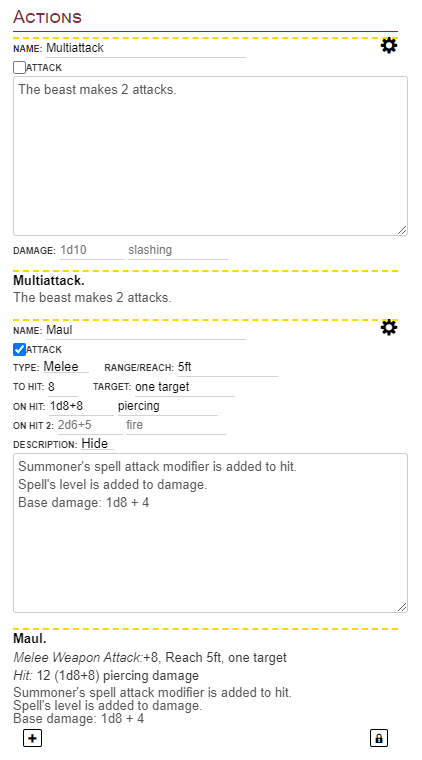 Actions
NAME: Multiattack
ATTACK
The beast makes 2 attacks.
DAMAGE: 1d10 slashing
Multiattack.
The beast makes 2 attacks.
NAME: Maul
ATTACK
TYPE: Melee RANGE/REACH: 5ft
TO HIT: 8 TARGET: one target
ON HIT: 1d8+8 piercing
ON HIT 2: 2d6+5 fire
DESCRIPTION: Hide
Summoner's spell attack modifier is added to hit.
Spell's level is added to damage.
Base damage: 1d8 + 4
Maul.
Melee Weapon Attack:+8, Reach 5ft, one target
Hit: 12 (1d8+8) piercing damage
Summoner's spell attack modifier is added to hit.
Spell's level is added to damage.
Base damage: 1d8 + 4